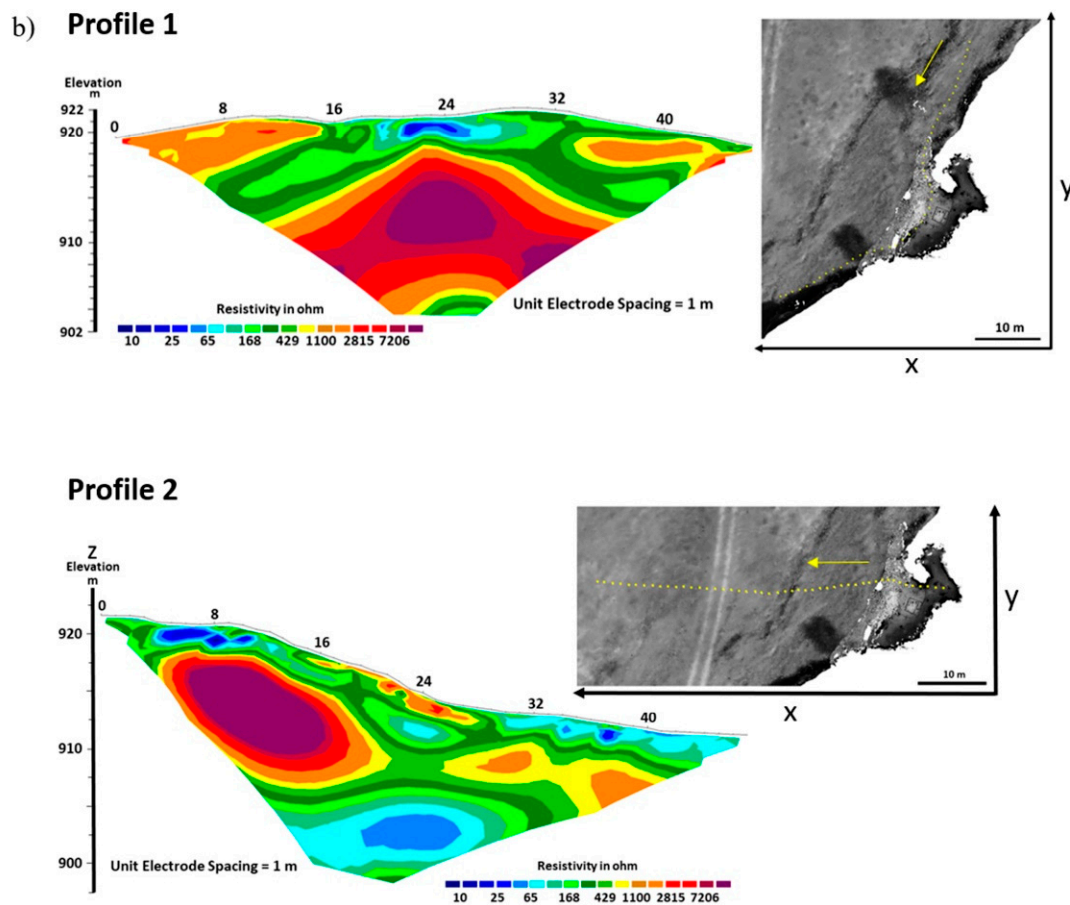 b) Profile 1
Elevation
m
922
920
910
902
0 8 16 24 32 40
Resistivity in ohm
10 25 65 168 429 1100 2815 7206
Unit Electrode Spacing = 1 m
y
10 m
x
Profile 2
Z
Elevation
m
920
910
900
0 8 16 24 32 40
Unit Electrode Spacing = 1 m
Resistivity in ohm
10 25 65 168 429 1100 2815 7206
y
10 m
x